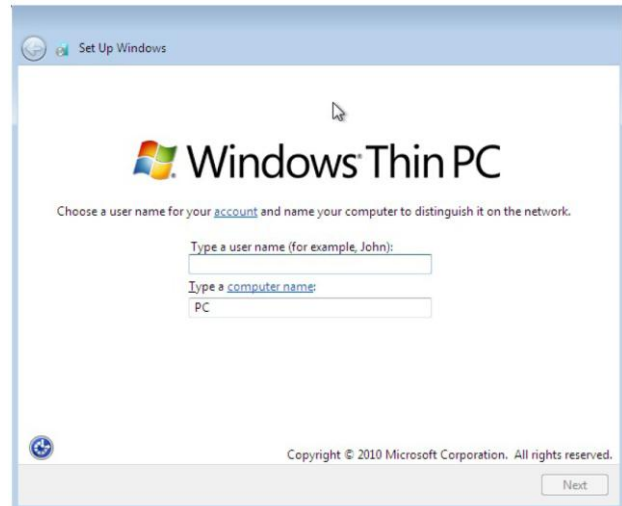 Set Up Windows
Windows Thin PC
Choose a user name for your account and name your computer to distinguish it on the network.
Type a user name (for example, John):
Type a computer name:
PC
Copyright © 2010 Microsoft Corporation. All rights reserved.
Next